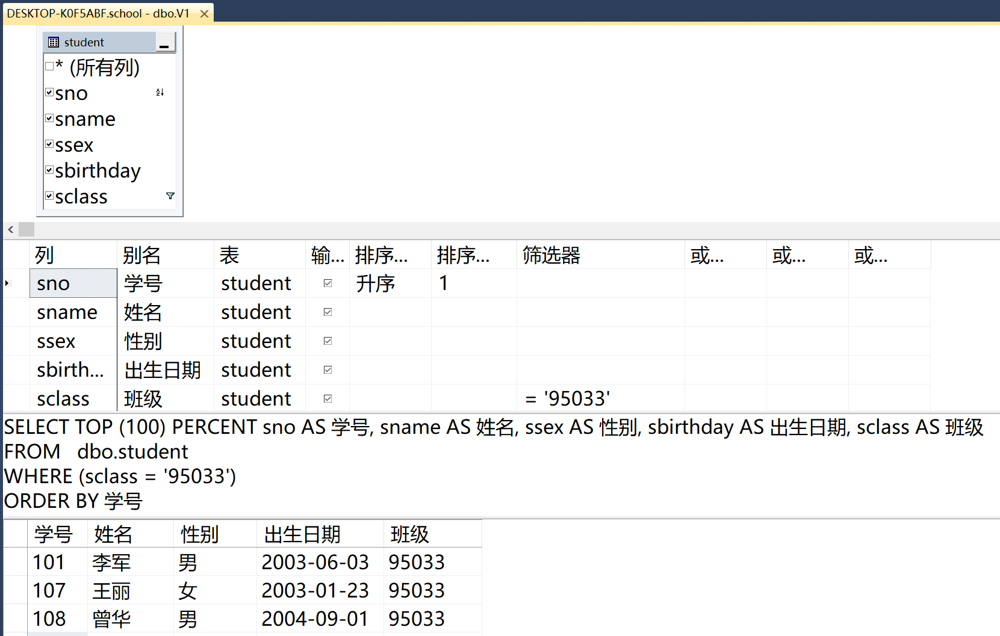 DESKTOP-K0F5ABF.school - dbo.V1
student
* (所有列)
sno
sname
ssex
sbirthday
sclass
列 别名 表 输... 排序... 排序... 筛选器 或... 或... 或...
sno 学号 student 升序 1
sname 姓名 student
ssex 性别 student
sbirth... 出生日期 student
sclass 班级 student = '95033'
SELECT TOP (100) PERCENT sno AS 学号, sname AS 姓名, ssex AS 性别, sbirthday AS 出生日期, sclass AS 班级
FROM dbo.student
WHERE (sclass = '95033')
ORDER BY 学号
学号 姓名 性别 出生日期 班级
101 李军 男 2003-06-03 95033
107 王丽 女 2003-01-23 95033
108 曾华 男 2004-09-01 95033